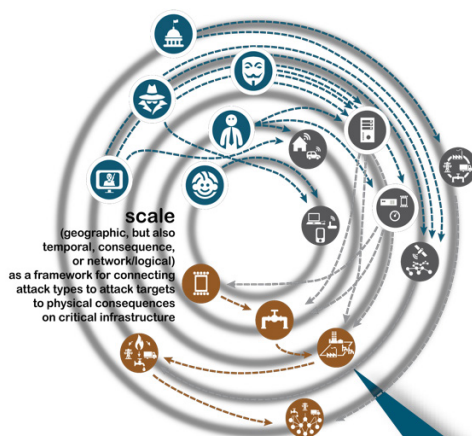 scale
(geographic, but also
temporal, consequence,
or network/logical)
as a framework for connecting
attack types to attack targets
to physical consequences
on critical infrastructure